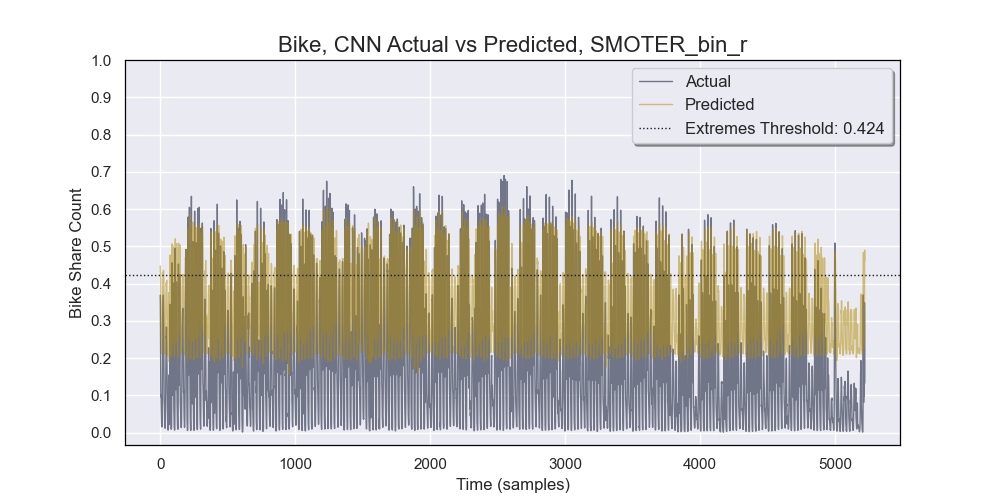 Bike, CNN Actual vs Predicted, SMOTER_bin_r
Actual
Predicted
Extremes Threshold: 0.424
Bike Share Count
1.0
0.9
0.8
0.7
0.6
0.5
0.4
0.3
0.2
0.1
0.0
0 1000 2000 3000 4000 5000
Time (samples)